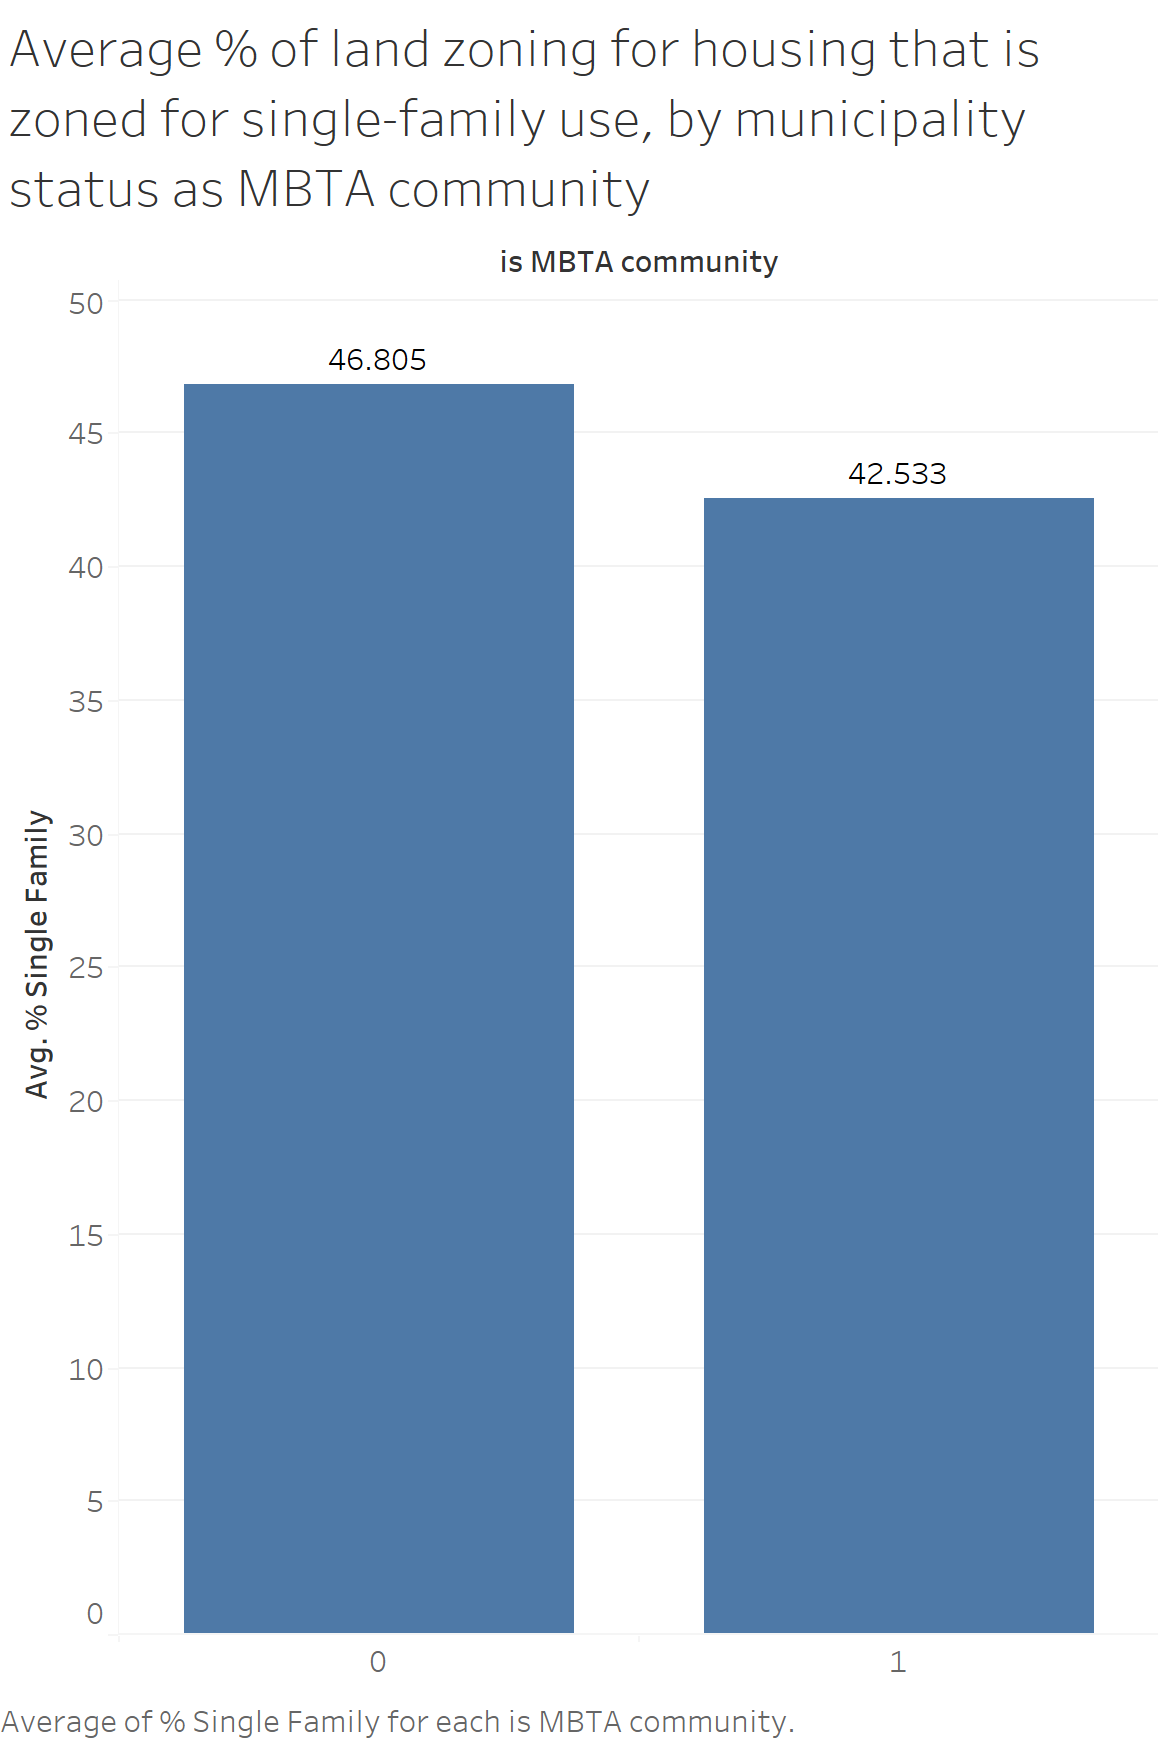 Average % of land zoning for housing that is
zoned for single-family use, by municipality
status as MBTA community
is MBTA community
50
45
40
35
30
25
20
15
10
5
0
Avg. % Single Family
46.805
42.533
0
1
Average of % Single Family for each is MBTA community.